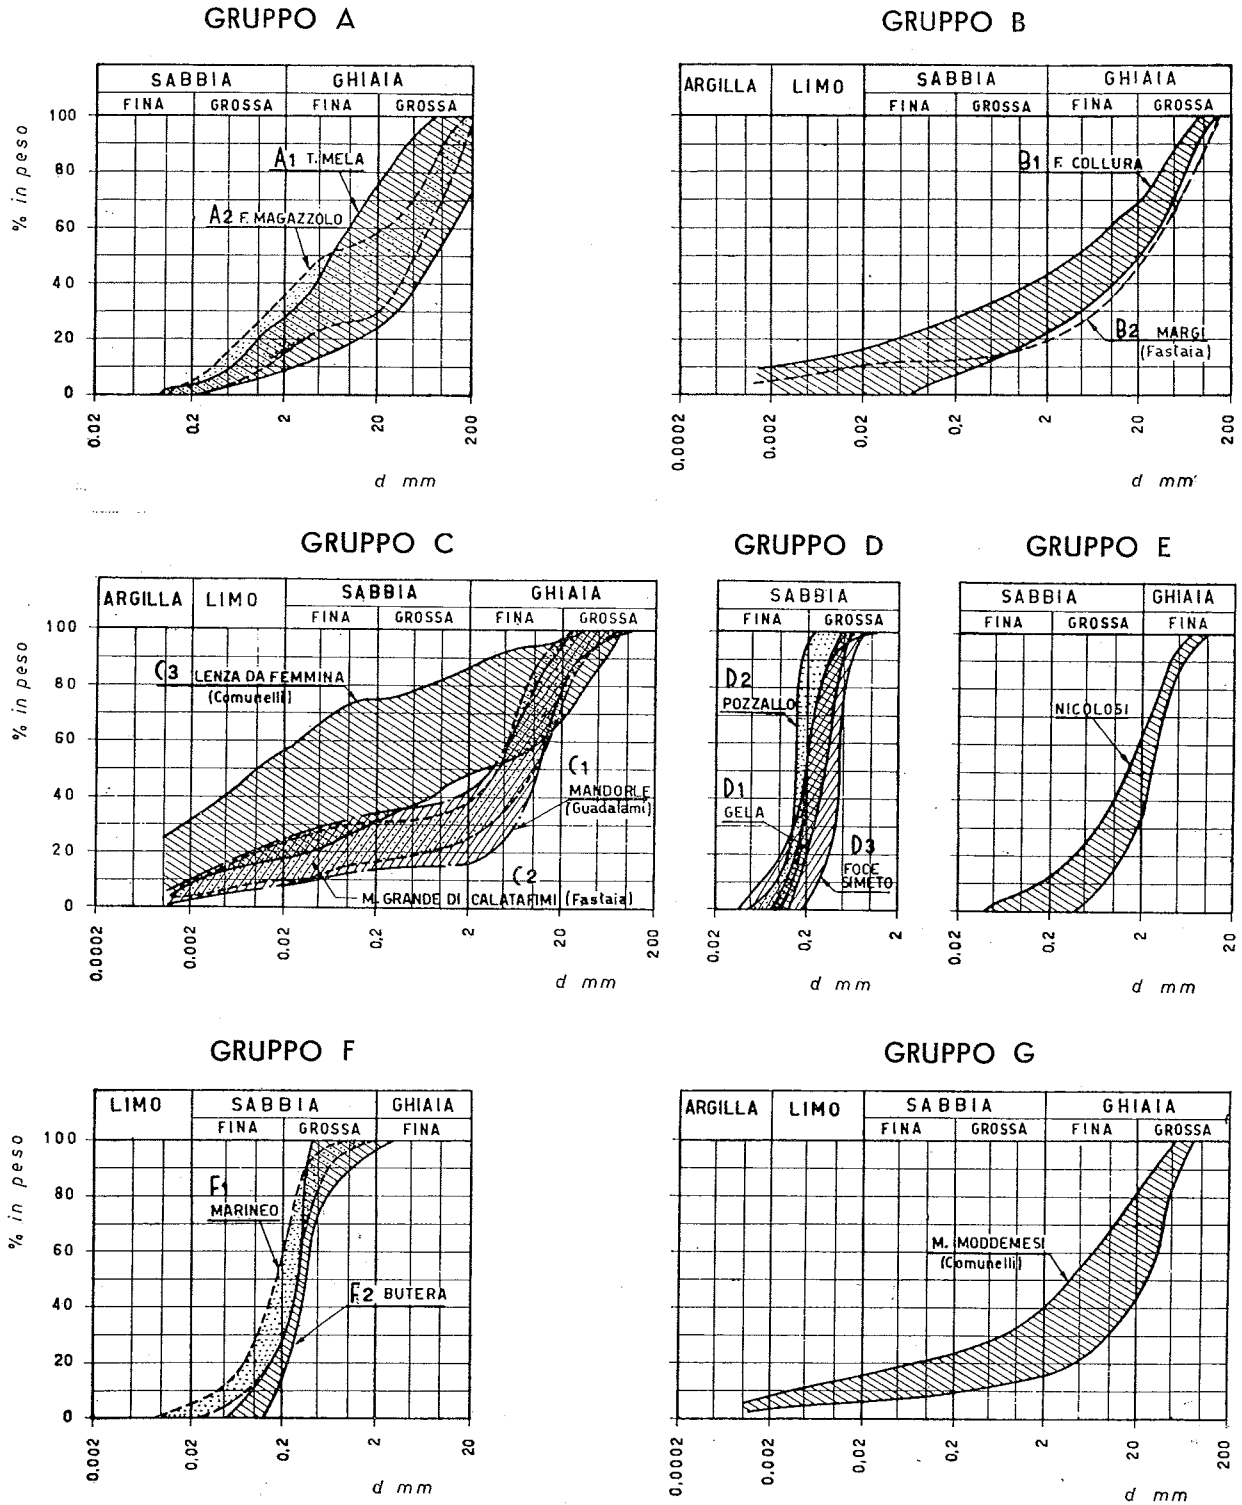 GRUPPO A
SABBIA GHIAIA
FINA GROSSA FINA GROSSA
% in peso
100
80
60
40
20
0
A1 T. MELA
A2 F. MAGAZZOLO
0.02 0.2 2 20 200
d mm
GRUPPO B
ARGILLA LIMO SABBIA GHIAIA
FINA GROSSA FINA GROSSA
B1 F. COLLURA
B2 MARGI
(Fastaia)
0.0002 0.002 0.02 0.2 2 20 200
d mm
GRUPPO C
ARGILLA LIMO SABBIA GHIAIA
FINA GROSSA FINA GROSSA
% in peso
100
80
60
40
20
0
C3 LENZA DA FEMMINA
(Comunelli)
C1
MANDORLE
(Guadalami)
C2
M. GRANDE DI CALATAFIMI (Fastaia)
0.0002 0.002 0.02 0.2 2 20 200
d mm
GRUPPO D
SABBIA
FINA GROSSA
D2
POZZALLO
D1
GELA
D3
FOCE
SIMETO
0.02 0.2 2
d mm
GRUPPO E
SABBIA GHIAIA
FINA GROSSA FINA
NICOLOSI
0.02 0.2 2 20
d mm
GRUPPO F
LIMO SABBIA GHIAIA
FINA GROSSA FINA
% in peso
100
80
60
40
20
0
F1
MARINEO
F2 BUTERA
0.002 0.02 0.2 2 20
d mm
GRUPPO G
ARGILLA LIMO SABBIA GHIAIA
FINA GROSSA FINA GROSSA
M. MODDEMESI
(Comunelli)
0.0002 0.002 0.02 0.2 2 20 200
d mm